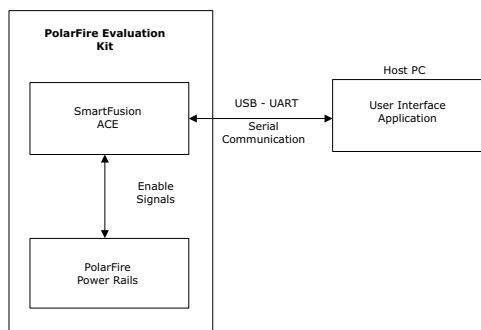 PolarFire Evaluation
Kit
SmartFusion
ACE
USB - UART
Serial
Communication
Host PC
User Interface
Application
Enable
Signals
PolarFire
Power Rails